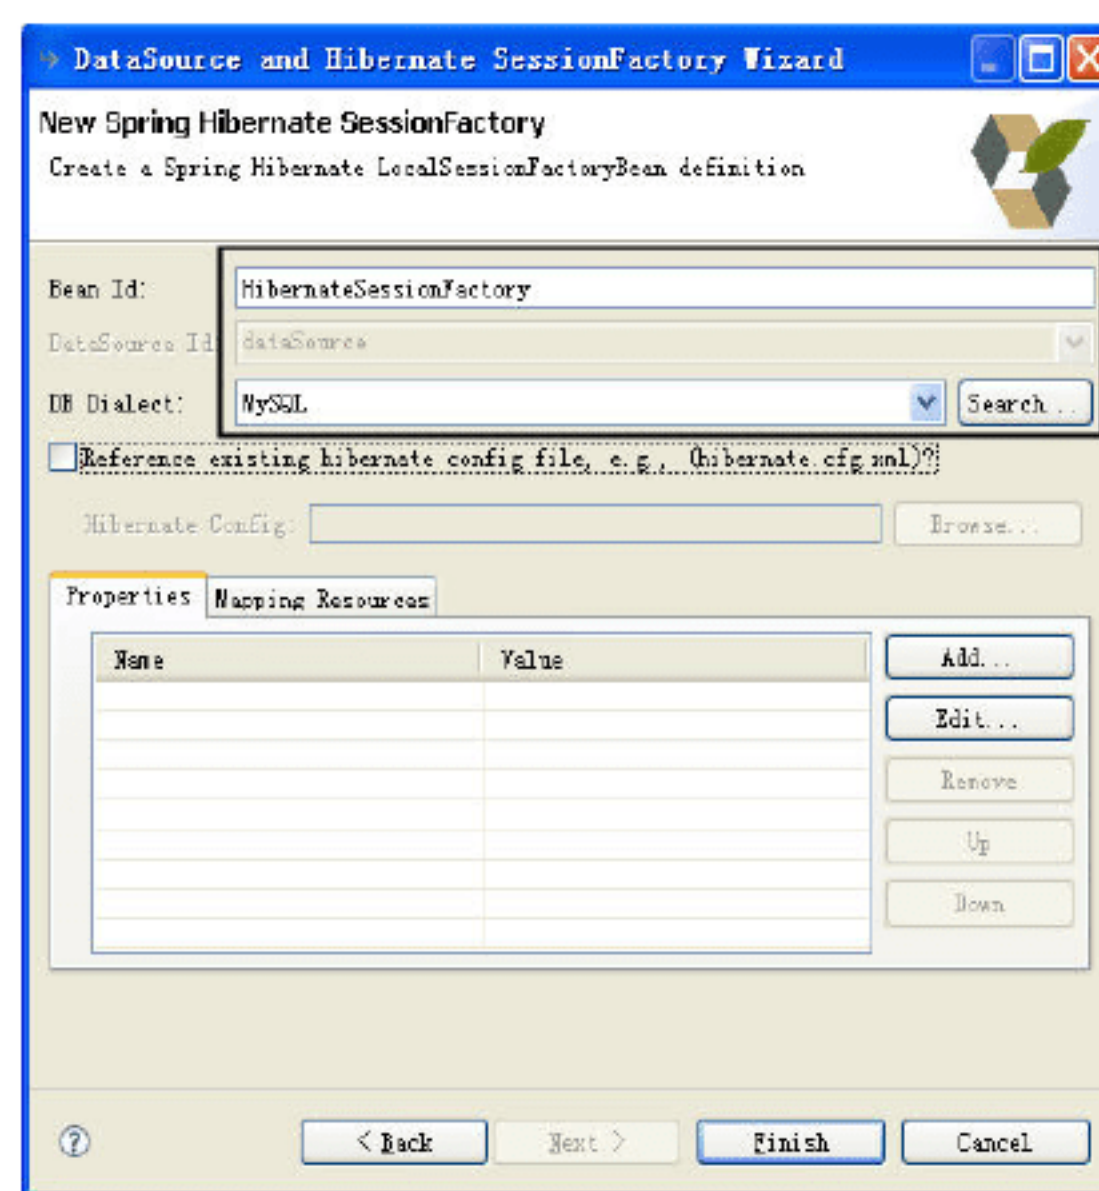 DataSource and Hibernate SessionFactory Wizard
New Spring Hibernate SessionFactory
Create a Spring Hibernate LocalSessionFactoryBean definition
Bean Id: HibernateSessionFactory
DataSource Id dataSource
DB Dialect: MySQL Search...
Reference existing hibernate config file, e.g., (hibernate.cfg.xml)?
Hibernate Config: Browse...
Properties Mapping Resources
Name Value Add...
Edit...
Remove
Up
Down
? < Back Next > Finish Cancel